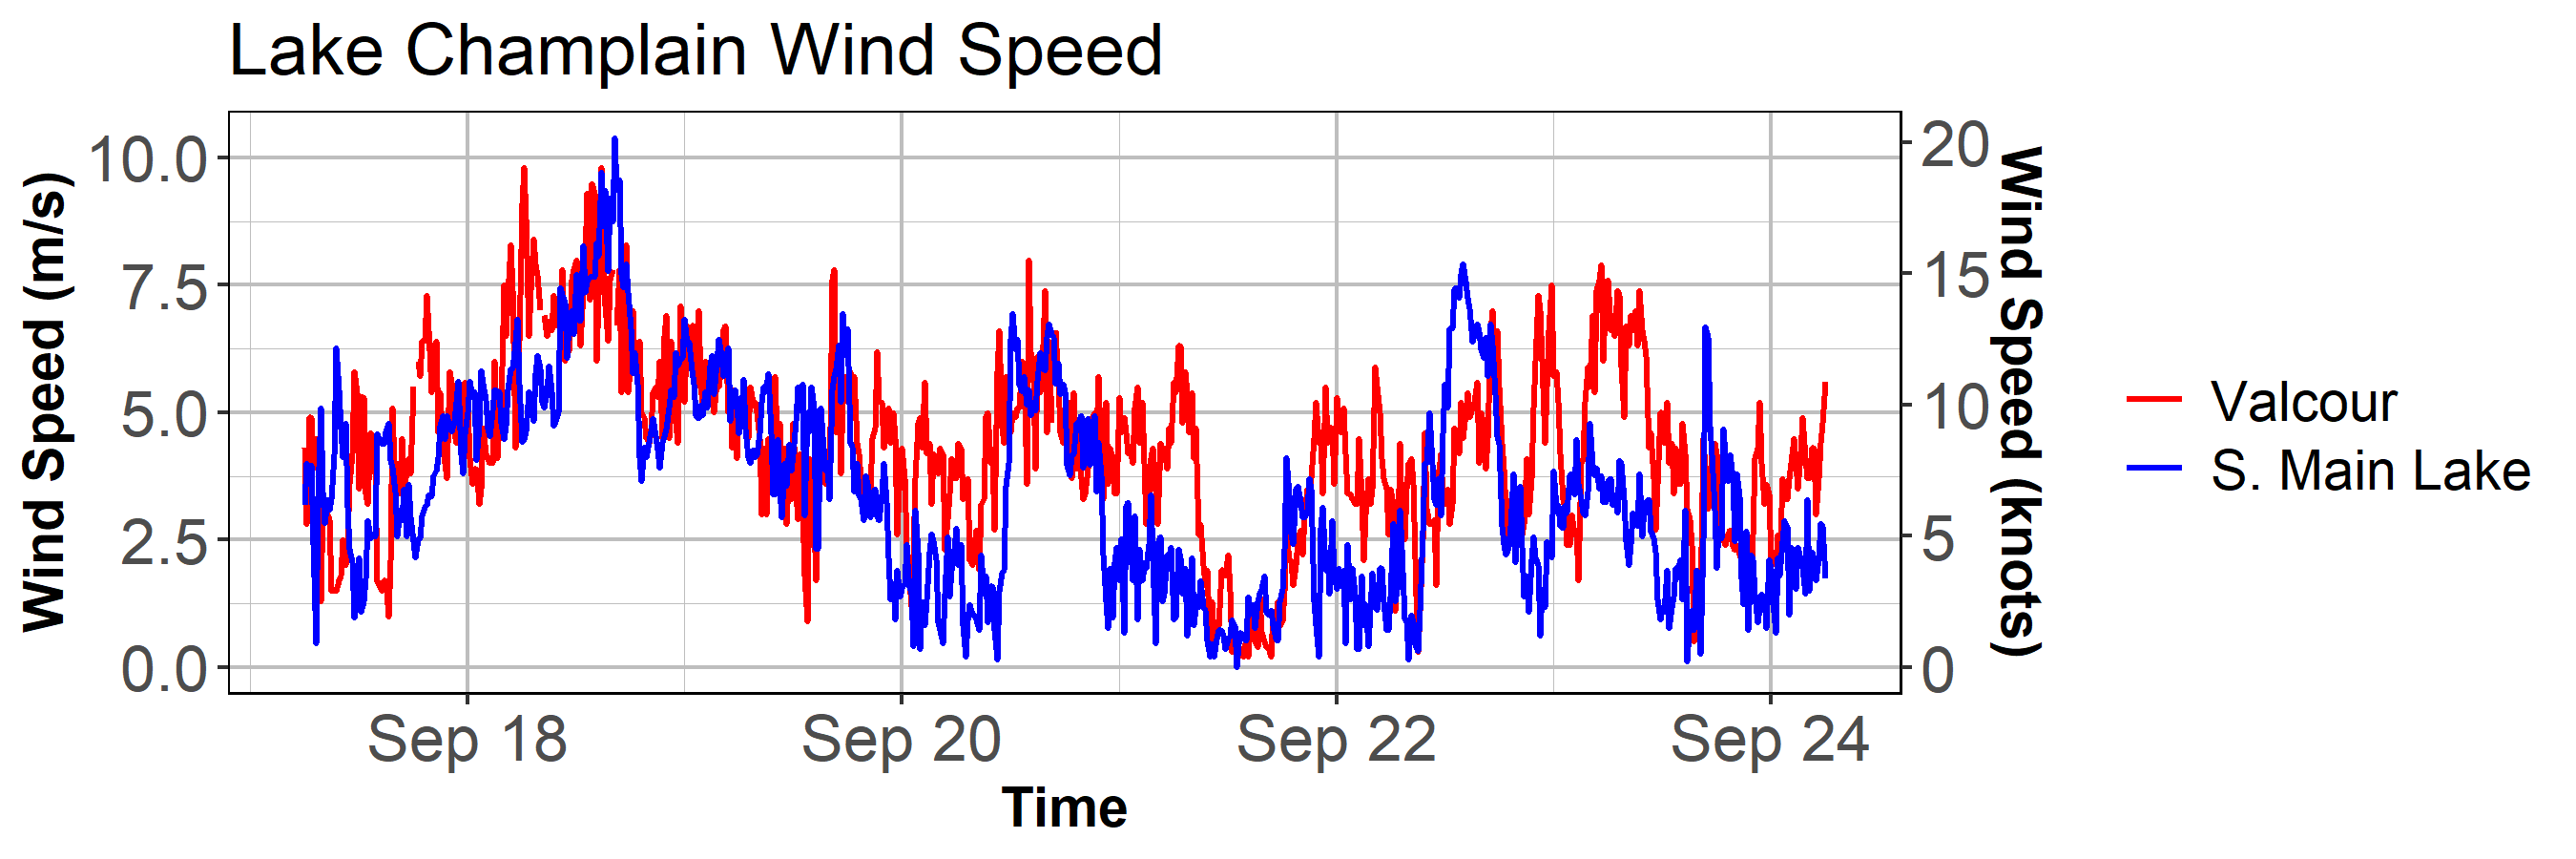 Lake Champlain Wind Speed
Wind Speed (m/s)
10.0
7.5
5.0
2.5
0.0
20
15
10
5
0
Wind Speed (knots)
Sep 18
Sep 20
Sep 22
Sep 24
Time
Valcour
S. Main Lake